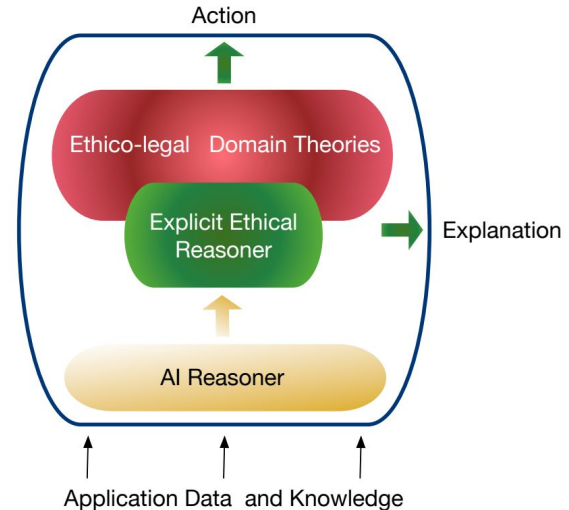 Action
Ethico-legal Domain Theories
Explicit Ethical
Reasoner
Explanation
AI Reasoner
Application Data and Knowledge